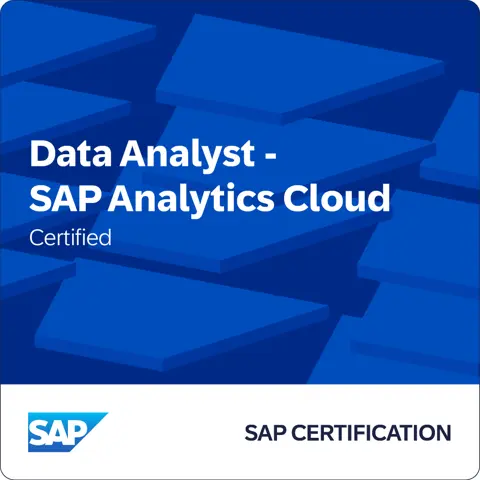 Data Analyst -
SAP Analytics Cloud
Certified
SAP
SAP CERTIFICATION